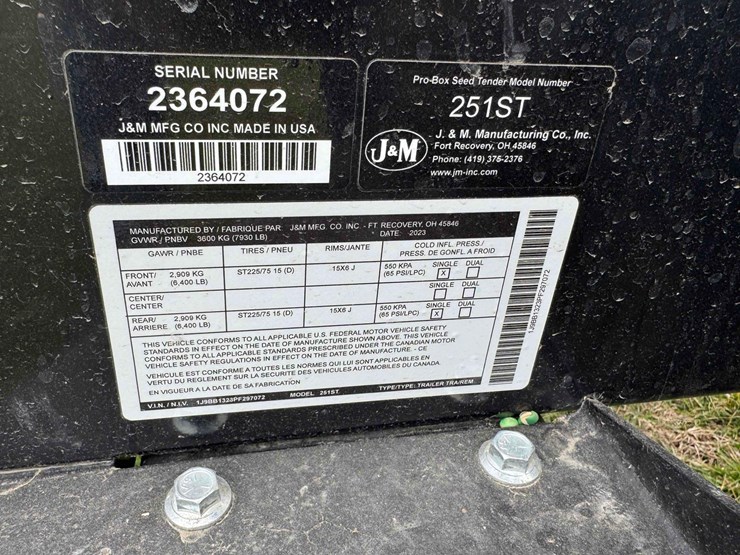 SERIAL NUMBER
2364072
J&M MFG CO INC MADE IN USA
2364072
Pro-Box Seed Tender Model Number
251ST
J&M
J. & M. Manufacturing Co., Inc.
Fort Recovery, OH 45846
Phone: (419) 375-2376
www.jm-inc.com
MANUFACTURED BY / FABRIQUE PAR: J&M MFG. CO. INC. - FT. RECOVERY, OH 45846
GVWR / PNBV 3600 KG (7930 LB) DATE: 2023
GAWR / PNBE TIRES / PNEU RIMS/JANTE COLD INFL. PRESS./
PRESS. DE GONFL. A FROID
FRONT/ 2,909 KG ST225/75 15 (D) 15X6 J 550 KPA SINGLE DUAL
AVANT (6,400 LB) (65 PSI/LPC) X
CENTER/ SINGLE DUAL
CENTER
REAR/ 2,909 KG ST225/75 15 (D) 15X6 J 550 KPA SINGLE DUAL
ARRIERE (6,400 LB) (65 PSI/LPC) X
THIS VEHICLE CONFORMS TO ALL APPLICABLE U.S. FEDERAL MOTOR VEHICLE SAFETY
STANDARDS IN EFFECT ON THE DATE OF MANUFACTURE SHOWN ABOVE. THIS VEHICLE
CONFORMS TO ALL APPLICABLE STANDARDS PRESCRIBED UNDER THE CANADIAN MOTOR
VEHICLE SAFETY REGULATIONS IN EFFECT ON THE DATE OF MANUFACTURE - CE
VEHICULE EST CONFORME A TOUTES LES NORMES QUI LUI SONT APPLICABLES EN
VERTU DU REGLEMENT SUR LA SECURITE DES VEHICULES AUTOMOBILES DU CANADA.
EN VIGUEUR A LA DATE DE SA FABRICATION
V.I.N. / N.I.V. 1J9BB1323PF297072 MODEL 251ST TYPE/TYPE: TRAILER TRA/REM
1J9BB1323PF297072